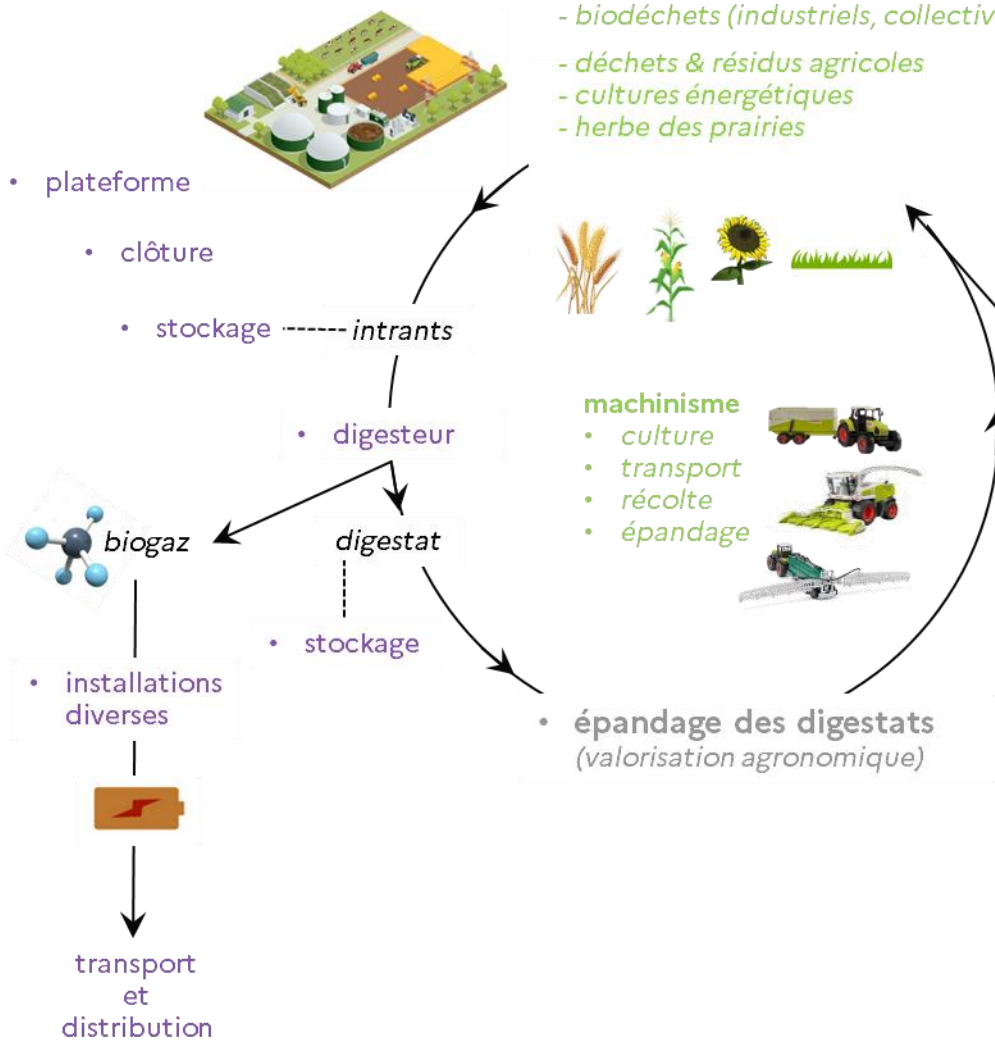 - biodéchets (industriels, collectiv
- déchets & résidus agricoles
- cultures énergétiques
- herbe des prairies
• plateforme
• clôture
• stockage
intrants
• digesteur
machinisme
• culture
• transport
• récolte
• épandage
biogaz
digestat
• stockage
• installations
diverses
• épandage des digestats
(valorisation agronomique)
transport
et
distribution